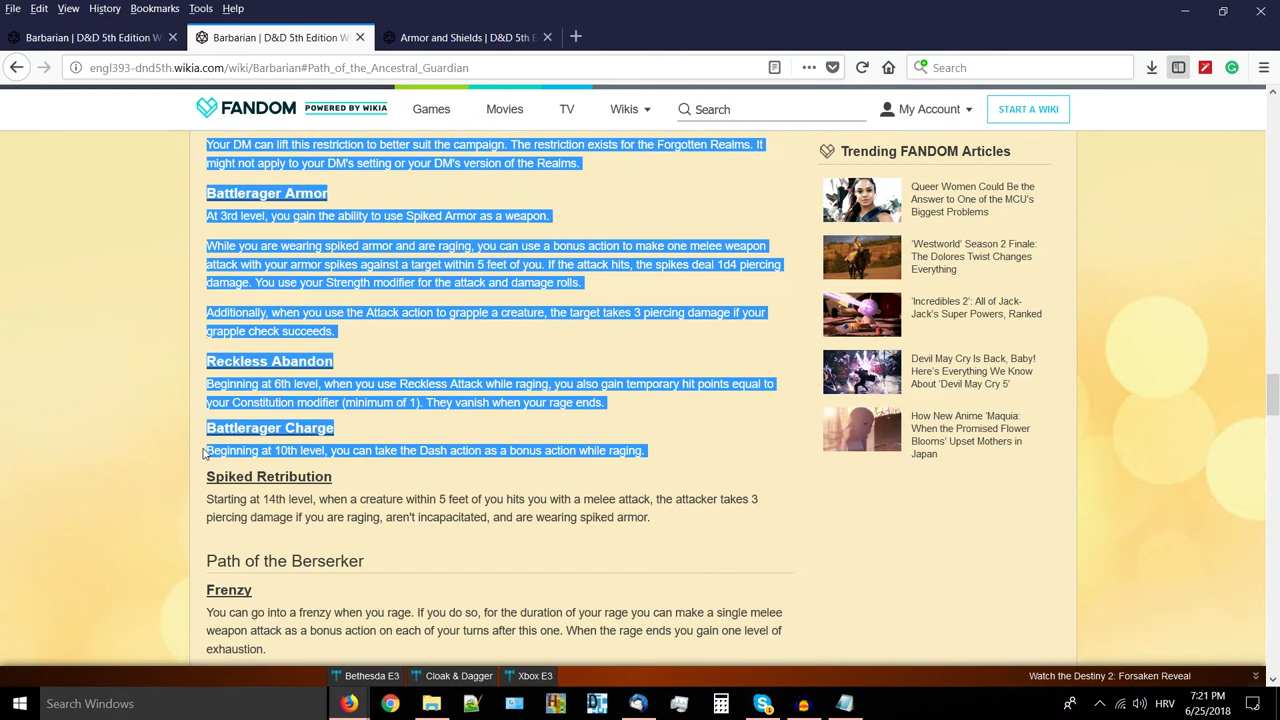 File Edit View History Bookmarks Tools Help
Barbarian | D&D 5th Edition W
Barbarian | D&D 5th Edition W
Armor and Shields | D&D 5th E
engl393-dnd5th.wikia.com/wiki/Barbarian#Path_of_the_Ancestral_Guardian
Search
FANDOM POWERED BY WIKIA
Games Movies TV Wikis Search My Account START A WIKI
Your DM can lift this restriction to better suit the campaign. The restriction exists for the Forgotten Realms. It
might not apply to your DM's setting or your DM's version of the Realms.
Battlerager Armor
At 3rd level, you gain the ability to use Spiked Armor as a weapon.
While you are wearing spiked armor and are raging, you can use a bonus action to make one melee weapon
attack with your armor spikes against a target within 5 feet of you. If the attack hits, the spikes deal 1d4 piercing
damage. You use your Strength modifier for the attack and damage rolls.
Additionally, when you use the Attack action to grapple a creature, the target takes 3 piercing damage if your
grapple check succeeds.
Reckless Abandon
Beginning at 6th level, when you use Reckless Attack while raging, you also gain temporary hit points equal to
your Constitution modifier (minimum of 1). They vanish when your rage ends.
Battlerager Charge
Beginning at 10th level, you can take the Dash action as a bonus action while raging.
Spiked Retribution
Starting at 14th level, when a creature within 5 feet of you hits you with a melee attack, the attacker takes 3
piercing damage if you are raging, aren't incapacitated, and are wearing spiked armor.
Path of the Berserker
Frenzy
You can go into a frenzy when you rage. If you do so, for the duration of your rage you can make a single melee
weapon attack as a bonus action on each of your turns after this one. When the rage ends you gain one level of
exhaustion.
Trending FANDOM Articles
Queer Women Could Be the
Answer to One of the MCU's
Biggest Problems
'Westworld' Season 2 Finale:
The Dolores Twist Changes
Everything
'Incredibles 2': All of Jack-
Jack's Super Powers, Ranked
Devil May Cry Is Back, Baby!
Here's Everything We Know
About 'Devil May Cry 5'
How New Anime 'Maquia:
When the Promised Flower
Blooms' Upset Mothers in
Japan
Bethesda E3 Cloak & Dagger Xbox E3 Watch the Destiny 2: Forsaken Reveal
Search Windows
HRV
7:21 PM
6/25/2018